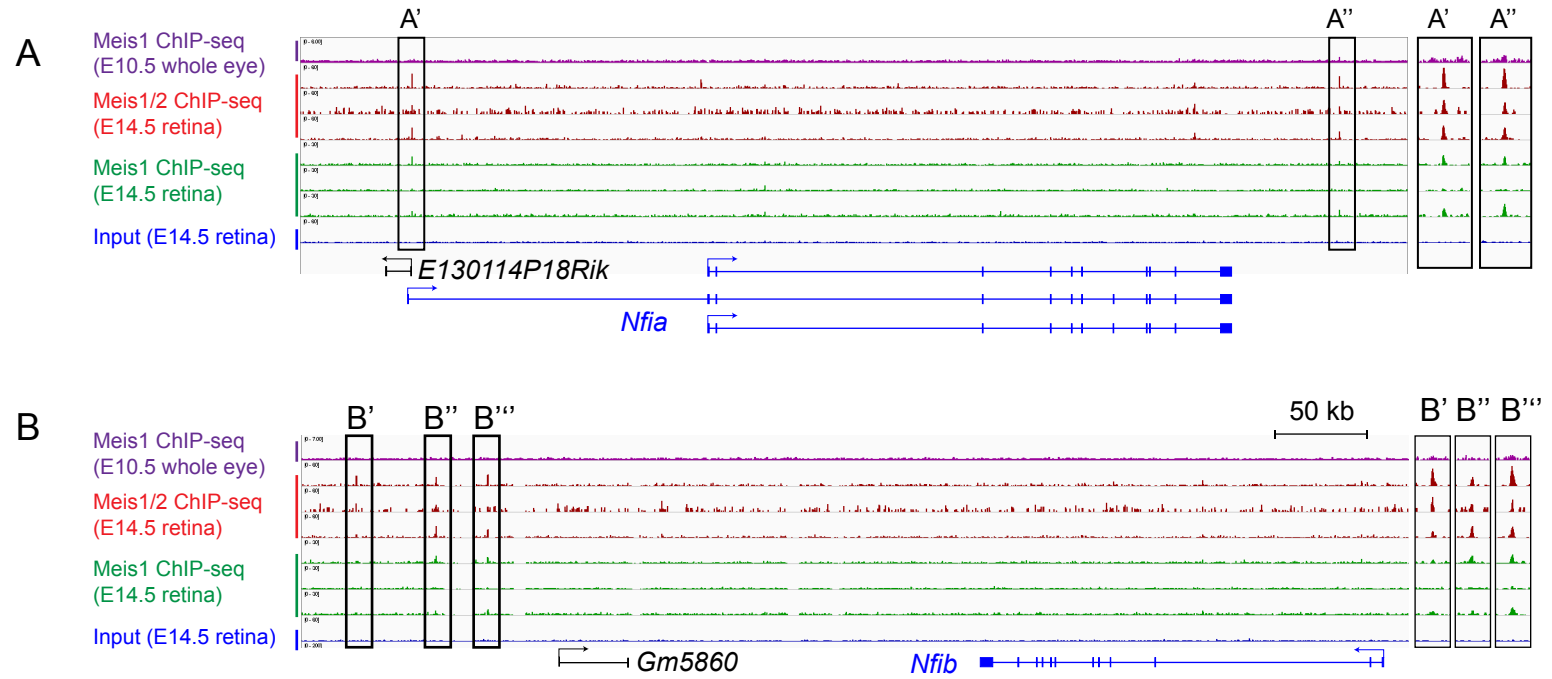 A
A' A'' A' A''
Meis1 ChIP-seq
(E10.5 whole eye)
Meis1/2 ChIP-seq
(E14.5 retina)
Meis1 ChIP-seq
(E14.5 retina)
Input (E14.5 retina)
E130114P18Rik
Nfia
B
B' B'' B''' 50 kb B' B'' B'''
Meis1 ChIP-seq
(E10.5 whole eye)
Meis1/2 ChIP-seq
(E14.5 retina)
Meis1 ChIP-seq
(E14.5 retina)
Input (E14.5 retina)
Gm5860
Nfib